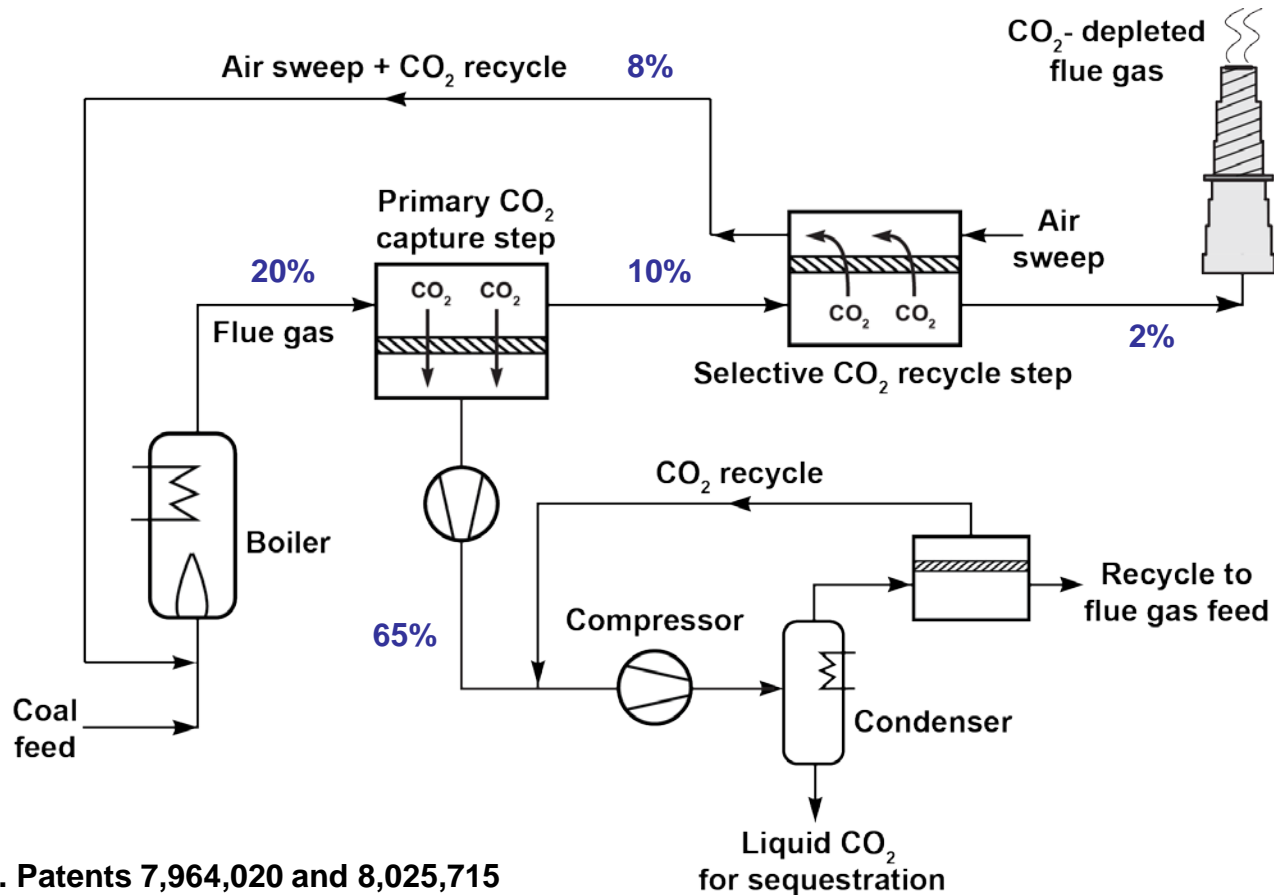 CO₂- depleted
flue gas
Air sweep + CO₂ recycle 8%
Primary CO₂
capture step
Air
sweep
20%
10%
CO₂ CO₂
CO₂ CO₂
Flue gas
2%
Selective CO₂ recycle step
CO₂ recycle
Boiler
Recycle to
flue gas feed
Compressor
65%
Coal
feed
Condenser
Liquid CO₂
for sequestration
. Patents 7,964,020 and 8,025,715